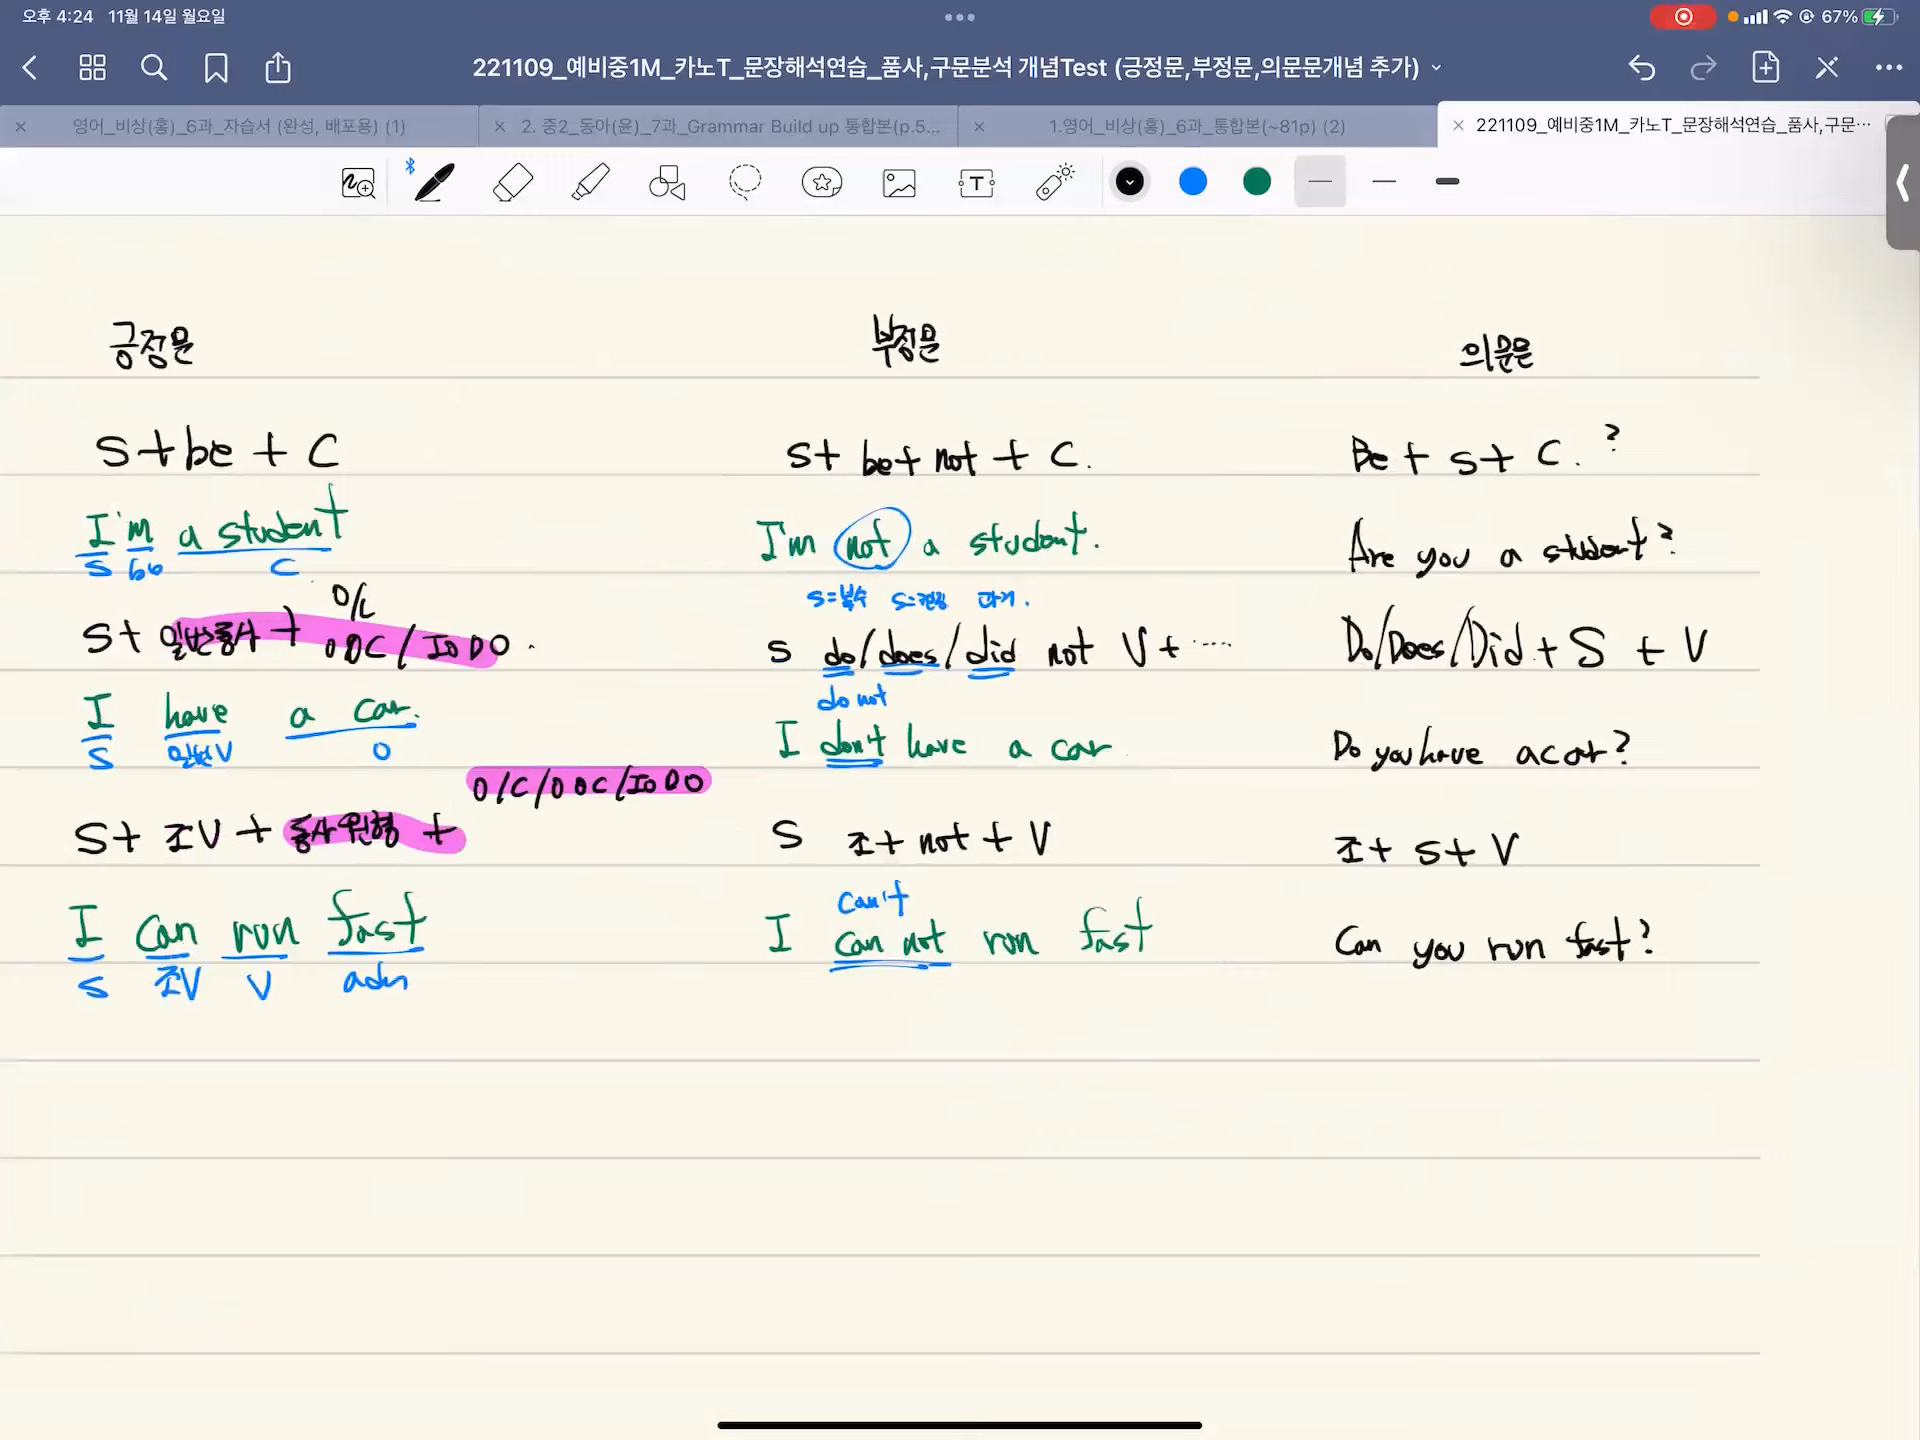 오후 4:24 11월 14일 월요일
67%
221109_예비중1M_카노T_문장해석연습_품사,구문분석 개념Test (긍정문,부정문,의문문개념 추가)
영어_비상(홍)_6과_자습서 (완성, 배포용) (1)
2. 중2_동아(윤)_7과_Grammar Build up 통합본(p.5...
1.영어_비상(홍)_6과_통합본(~81p) (2)
221109_예비중1M_카노T_문장해석연습_품사,구문…
긍정문 부정문 의문문
S+be + C
S+ be+ not + C.
Be + S+ C. ?
I'm a student
S be C
I'm not a student.
Are you a student?
O/C
S=복수 S=단수 과거.
S+ 일반동사 + OOC / IODO.
S do/does/did not V+ ....
Do/Does/Did + S + V
do not
I have a car.
S 일반V O
I don't have a car
Do you have a car?
O/C/OOC/IODO
S+ 조V + 동사원형 +
S 조+ not + V
조+ S+ V
can't
I can run fast
S 조V V adv
I can not run fast
Can you run fast?